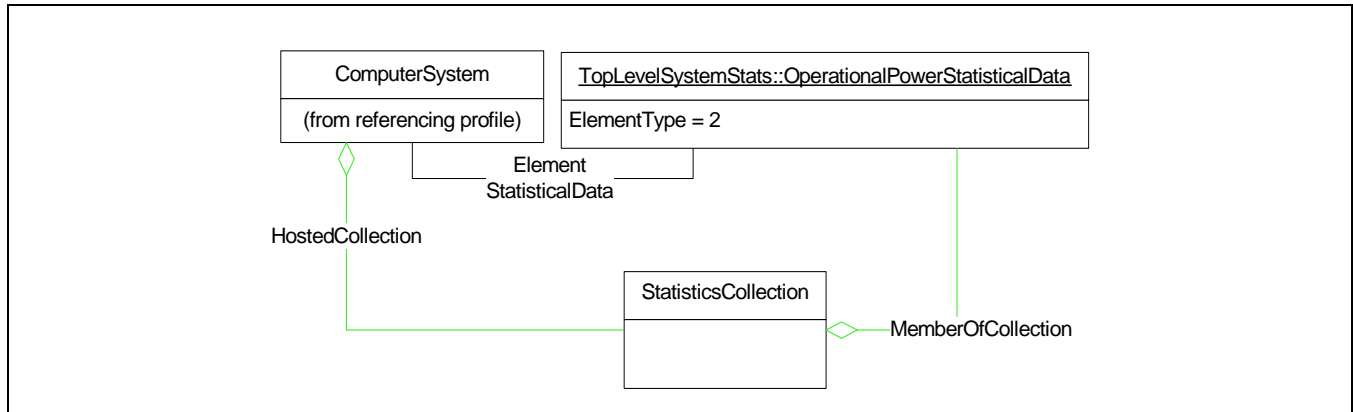 ComputerSystem
(from referencing profile)
TopLevelSystemStats::OperationalPowerStatisticalData
ElementType = 2
Element
StatisticalData
HostedCollection
StatisticsCollection
MemberOfCollection